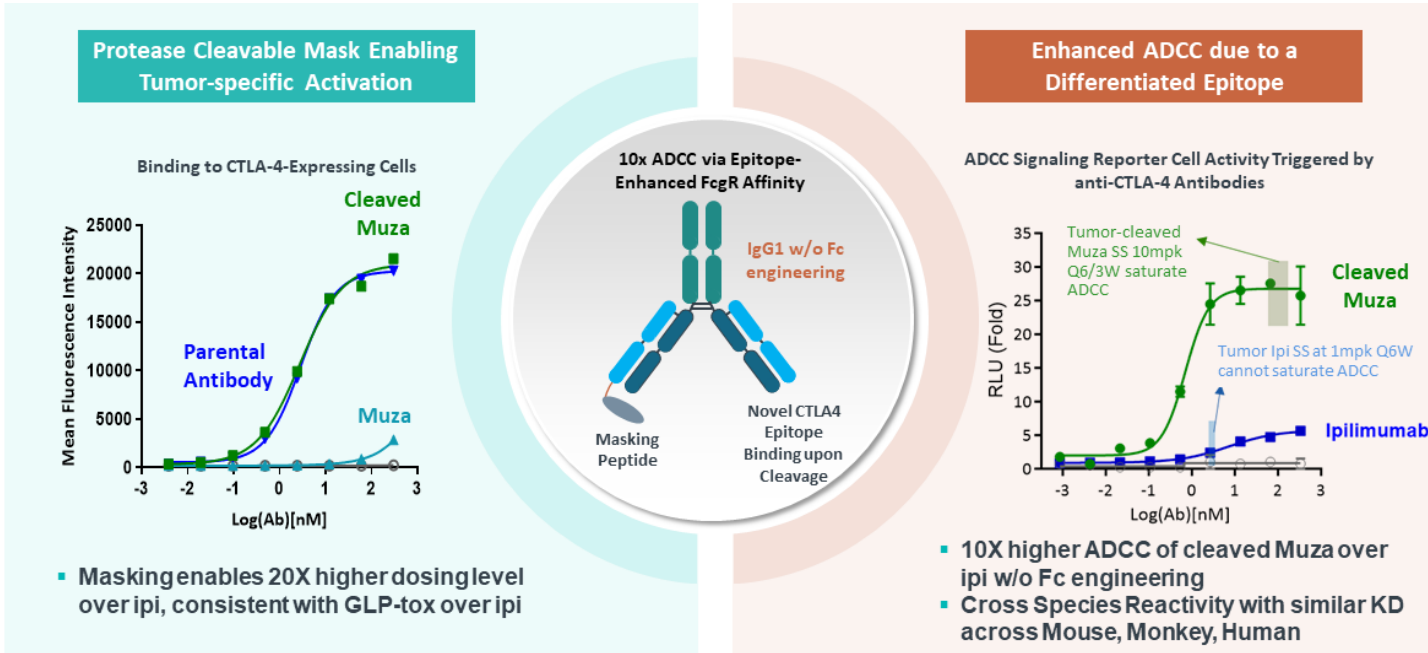 Protease Cleavable Mask Enabling
Tumor-specific Activation
Binding to CTLA-4-Expressing Cells
Cleaved
Muza
Parental
Antibody
Muza
Mean Fluorescence Intensity
25000
20000
15000
10000
5000
0
-3
-2
-1
0
1
2
3
Log(Ab)[nM]
Masking enables 20X higher dosing level
over ipi, consistent with GLP-tox over ipi
10x ADCC via Epitope-
Enhanced FcgR Affinity
IgG1 w/o Fc
engineering
Masking
Peptide
Novel CTLA4
Epitope
Binding upon
Cleavage
Enhanced ADCC due to a
Differentiated Epitope
ADCC Signaling Reporter Cell Activity Triggered by
anti-CTLA-4 Antibodies
Tumor-cleaved
Muza SS 10mpk
Q6/3W saturate
ADCC
Cleaved
Muza
Tumor Ipi SS at 1mpk Q6W
cannot saturate ADCC
Ipilimumab
RLU (Fold)
35
30
25
20
15
10
5
0
-3
-2
-1
0
1
2
3
Log(Ab)[nM]
10X higher ADCC of cleaved Muza over
ipi w/o Fc engineering
Cross Species Reactivity with similar KD
across Mouse, Monkey, Human